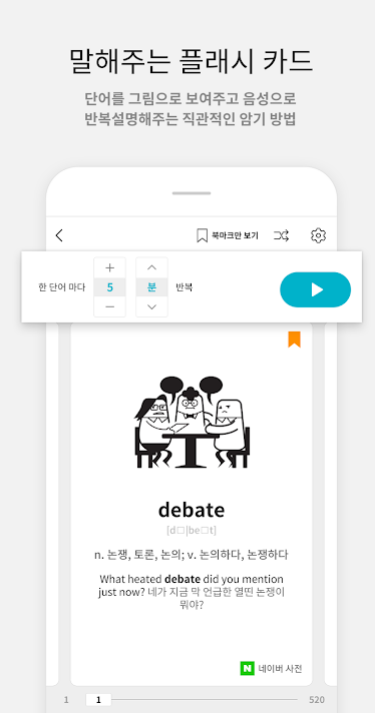 말해주는 플래시 카드
단어를 그림으로 보여주고 음성으로
반복설명해주는 직관적인 암기 방법
북마크만 보기
한 단어 마다 5 분 반복
debate
[d□|be□t]
n. 논쟁, 토론, 논의; v. 논의하다, 논쟁하다
What heated debate did you mention
just now? 네가 지금 막 언급한 열띤 논쟁이
뭐야?
N 네이버 사전
1 1 520